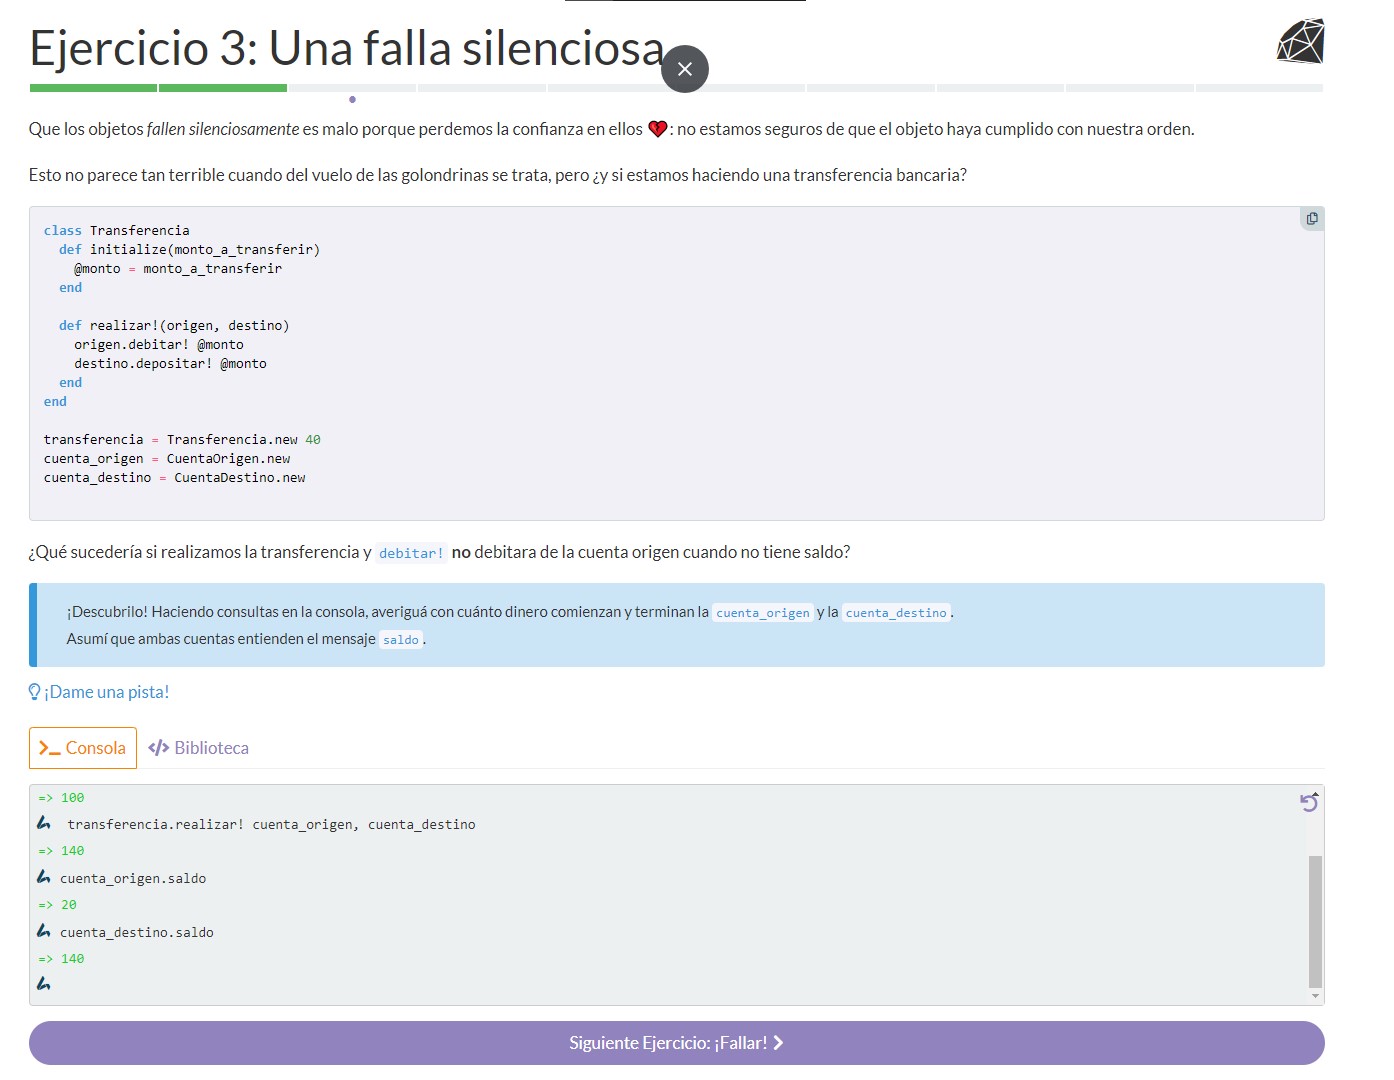 Ejercicio 3: Una falla silenciosa
Que los objetos fallen silenciosamente es malo porque perdemos la confianza en ellos 💔: no estamos seguros de que el objeto haya cumplido con nuestra orden.
Esto no parece tan terrible cuando del vuelo de las golondrinas se trata, pero ¿y si estamos haciendo una transferencia bancaria?
class Transferencia
  def initialize(monto_a_transferir)
    @monto = monto_a_transferir
  end
  def realizar!(origen, destino)
    origen.debitar! @monto
    destino.depositar! @monto
  end
end
transferencia = Transferencia.new 40
cuenta_origen = CuentaOrigen.new
cuenta_destino = CuentaDestino.new
¿Qué sucedería si realizamos la transferencia y debitar! no debitara de la cuenta origen cuando no tiene saldo?
¡Descubrilo! Haciendo consultas en la consola, averiguá con cuánto dinero comienzan y terminan la cuenta_origen y la cuenta_destino.
Asumí que ambas cuentas entienden el mensaje saldo.
¡Dame una pista!
>_ Consola </> Biblioteca
=> 100
transferencia.realizar! cuenta_origen, cuenta_destino
=> 140
cuenta_origen.saldo
=> 20
cuenta_destino.saldo
=> 140
Siguiente Ejercicio: ¡Fallar! >